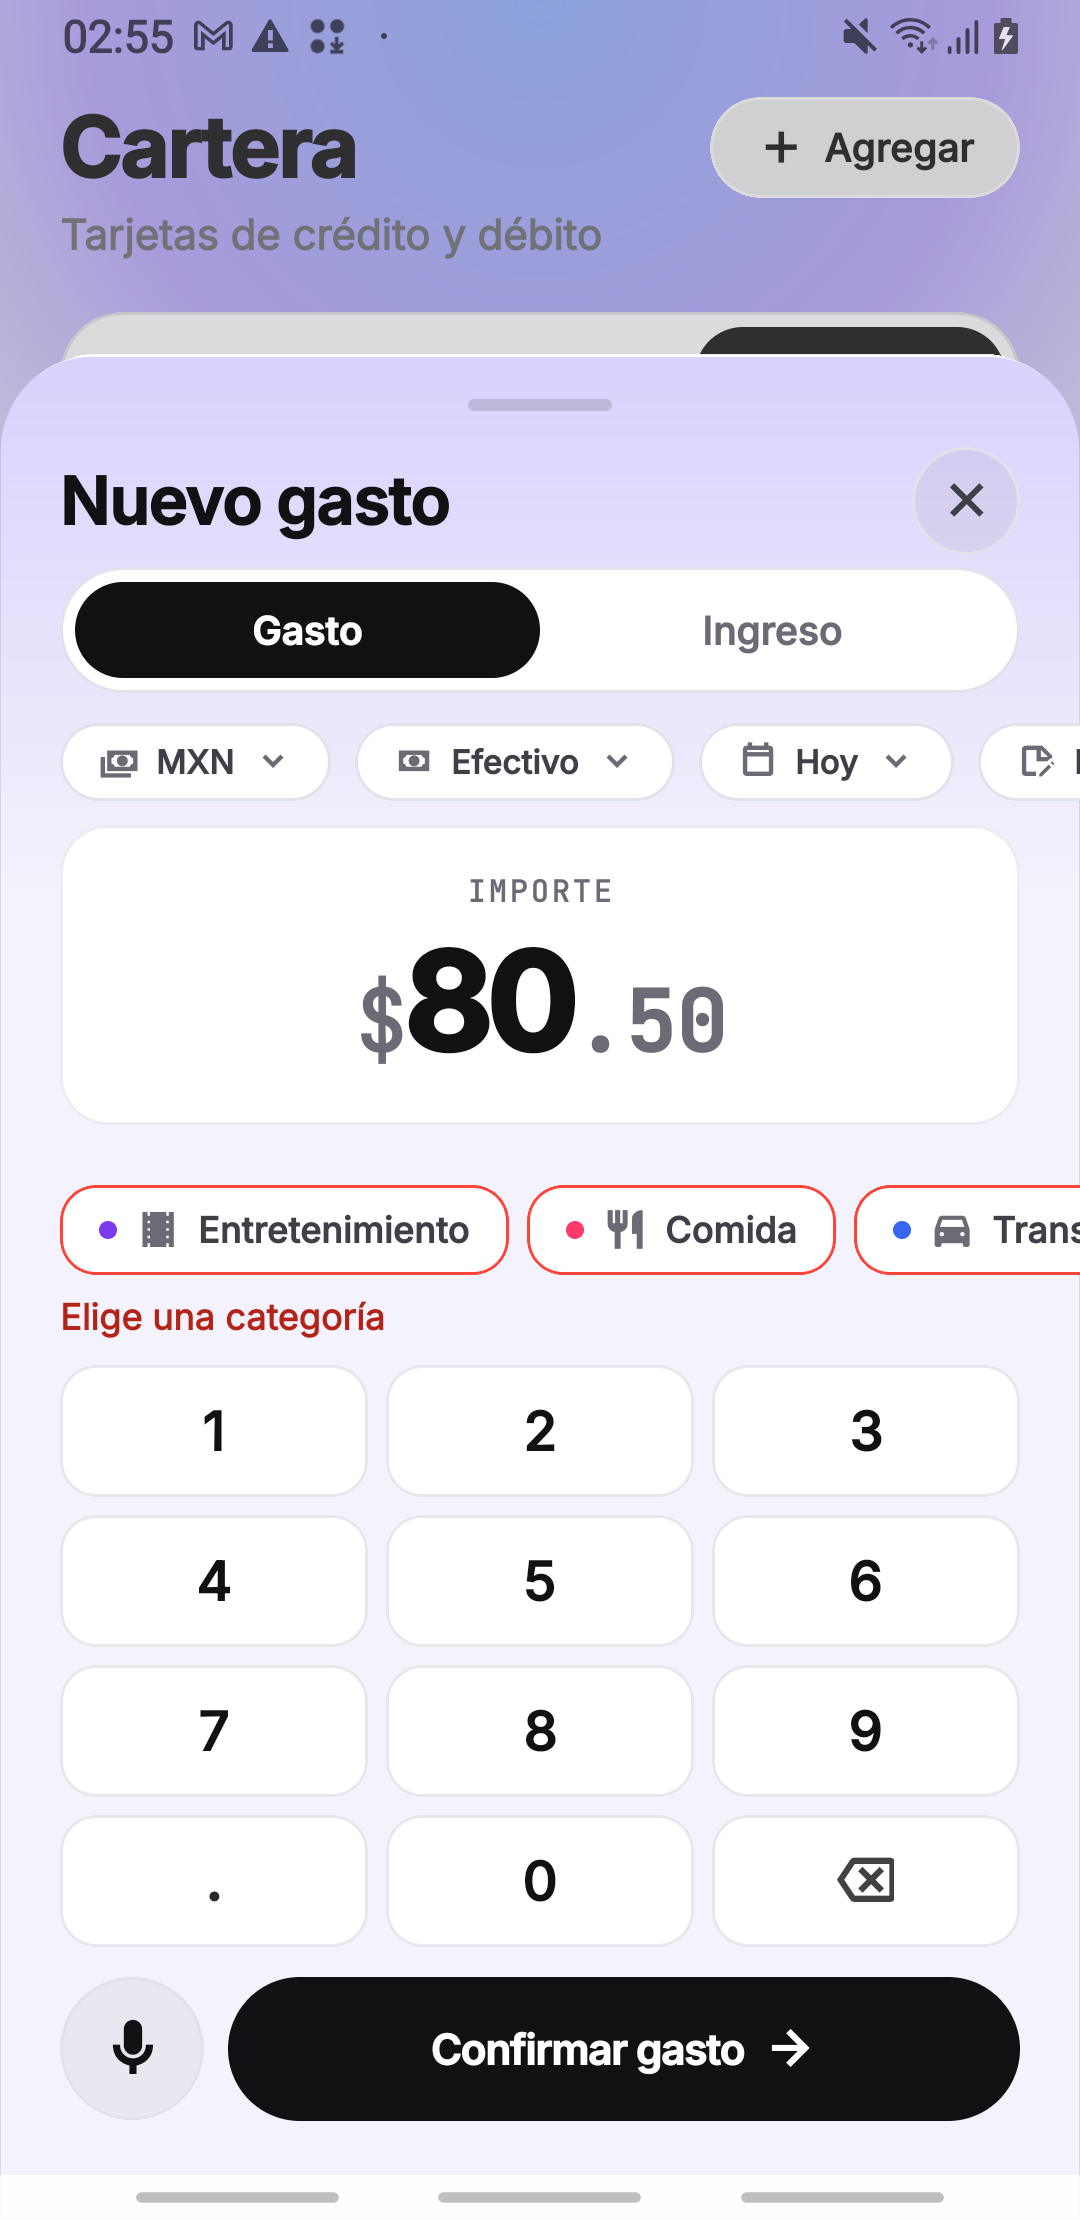 02:55
Cartera
+ Agregar
Tarjetas de crédito y débito
Nuevo gasto
Gasto
Ingreso
MXN
Efectivo
Hoy
IMPORTE
$80.50
Entretenimiento
Comida
Trans
Elige una categoría
1
2
3
4
5
6
7
8
9
.
0
Confirmar gasto →